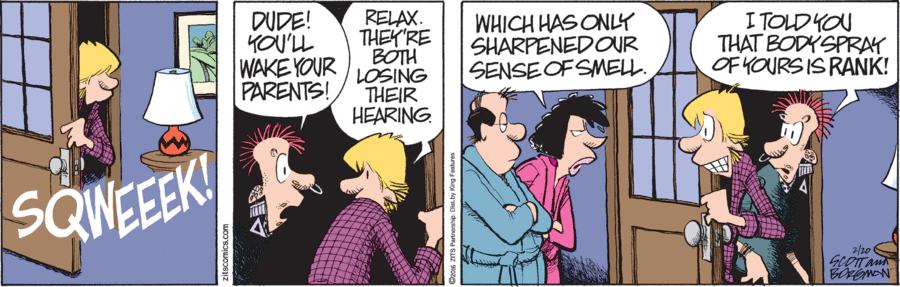 SQWEEEK!
DUDE!
YOU'LL
WAKE YOUR
PARENTS!
RELAX.
THEY'RE
BOTH
LOSING
THEIR
HEARING.
zitscomics.com
©2016 ZITS Partnership. Dist. by King Features
WHICH HAS ONLY
SHARPENED OUR
SENSE OF SMELL.
I TOLD YOU
THAT BODY SPRAY
OF YOURS IS RANK!
2/20
SCOTT AND
BORGMAN